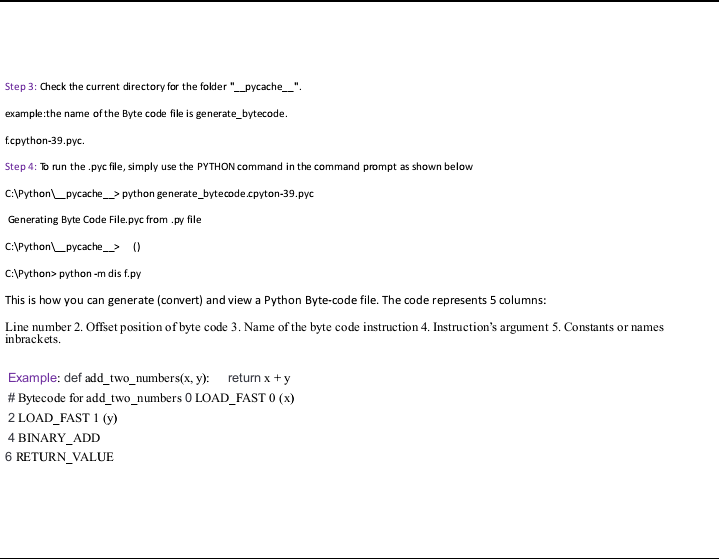 Step 3: Check the current directory for the folder "__pycache__".
example:the name of the Byte code file is generate_bytecode.
f.cpython-39.pyc.
Step 4: To run the .pyc file, simply use the PYTHON command in the command prompt as shown below
C:\Python\__pycache__> python generate_bytecode.cpyton-39.pyc
Generating Byte Code File.pyc from .py file
C:\Python\__pycache__> ()
C:\Python> python -m dis f.py
This is how you can generate (convert) and view a Python Byte-code file. The code represents 5 columns:
Line number 2. Offset position of byte code 3. Name of the byte code instruction 4. Instruction's argument 5. Constants or names
inbrackets.
Example: def add_two_numbers(x, y): return x + y
# Bytecode for add_two_numbers 0 LOAD_FAST 0 (x)
2 LOAD_FAST 1 (y)
4 BINARY_ADD
6 RETURN_VALUE